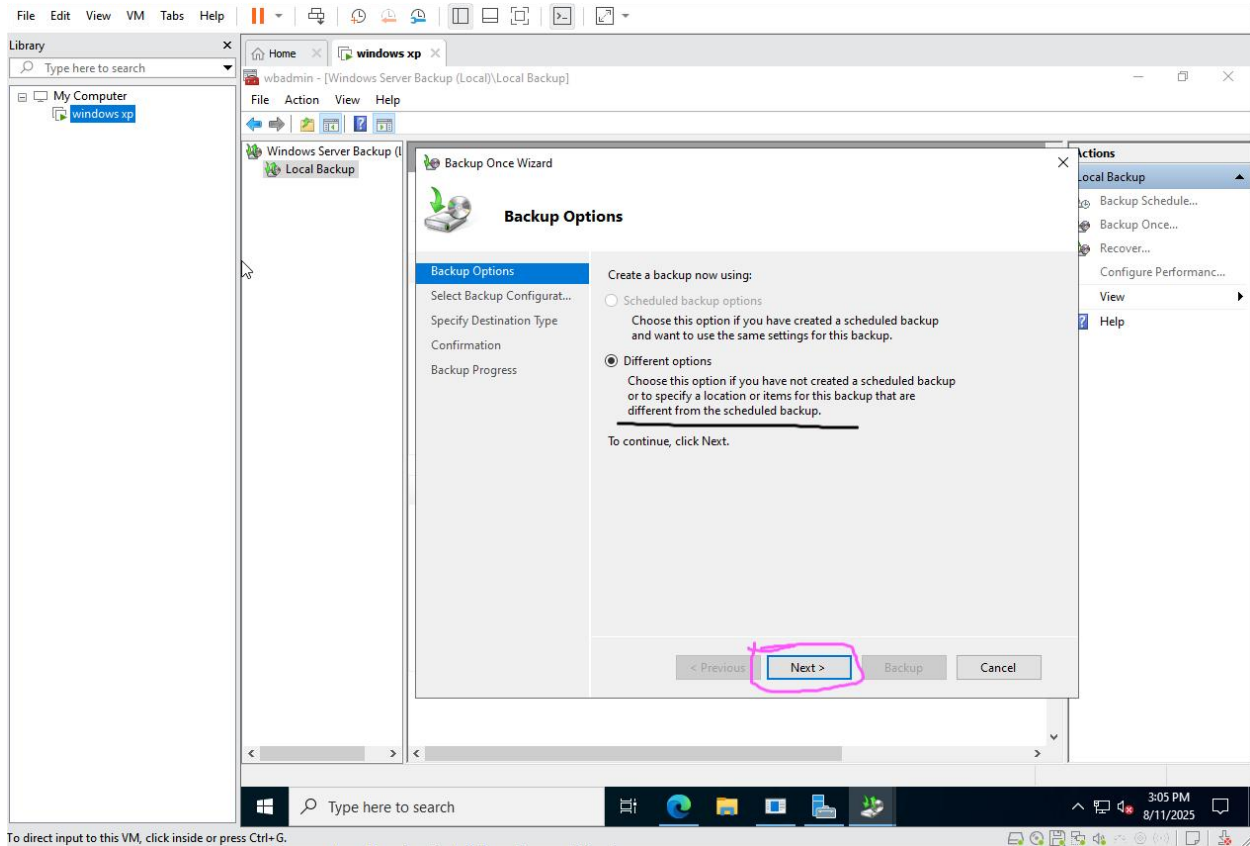 File Edit View VM Tabs Help
Library
Type here to search
My Computer
windows xp
Home
windows xp
wbadmin - [Windows Server Backup (Local)\Local Backup]
File Action View Help
Windows Server Backup (L
Local Backup
Backup Once Wizard
Backup Options
Backup Options
Select Backup Configurat...
Specify Destination Type
Confirmation
Backup Progress
Create a backup now using:
Scheduled backup options
Choose this option if you have created a scheduled backup
and want to use the same settings for this backup.
Different options
Choose this option if you have not created a scheduled backup
or to specify a location or items for this backup that are
different from the scheduled backup.
To continue, click Next.
< Previous
Next >
Backup
Cancel
Actions
Local Backup
Backup Schedule...
Backup Once...
Recover...
Configure Performanc...
View
Help
Type here to search
3:05 PM
8/11/2025
To direct input to this VM, click inside or press Ctrl+G.